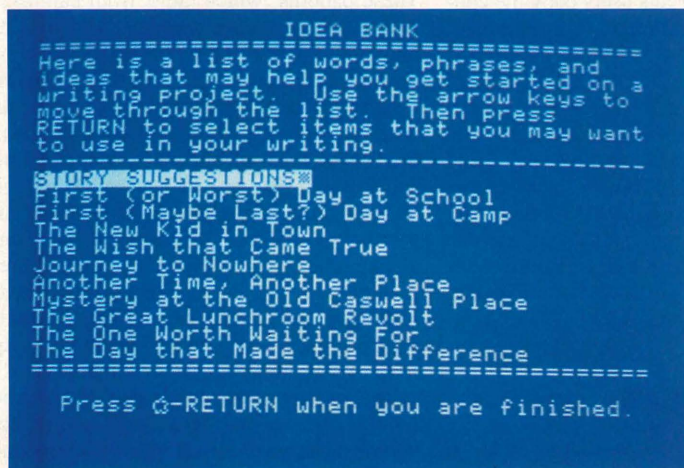 IDEA BANK
========================================
Here is a list of words, phrases, and
ideas that may help you get started on a
writing project.  Use the arrow keys to
move through the list.  Then press
RETURN to select items that you may want
to use in your writing.
----------------------------------------
STORY SUGGESTIONS
First (or Worst) Day at School
First (Maybe Last?) Day at Camp
The New Kid in Town
The Wish that Came True
Journey to Nowhere
Another Time, Another Place
Mystery at the Old Caswell Place
The Great Lunchroom Revolt
The One Worth Waiting For
The Day that Made the Difference
========================================
Press -RETURN when you are finished.